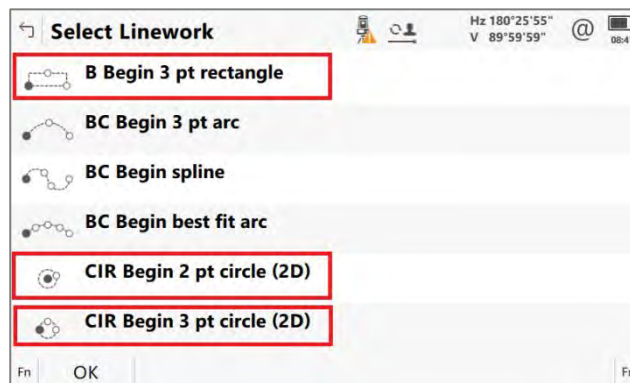 Select Linework
Hz 180°25'55"
V 89°59'59"
@
B Begin 3 pt rectangle
BC Begin 3 pt arc
BC Begin spline
BC Begin best fit arc
CIR Begin 2 pt circle (2D)
CIR Begin 3 pt circle (2D)
Fn OK